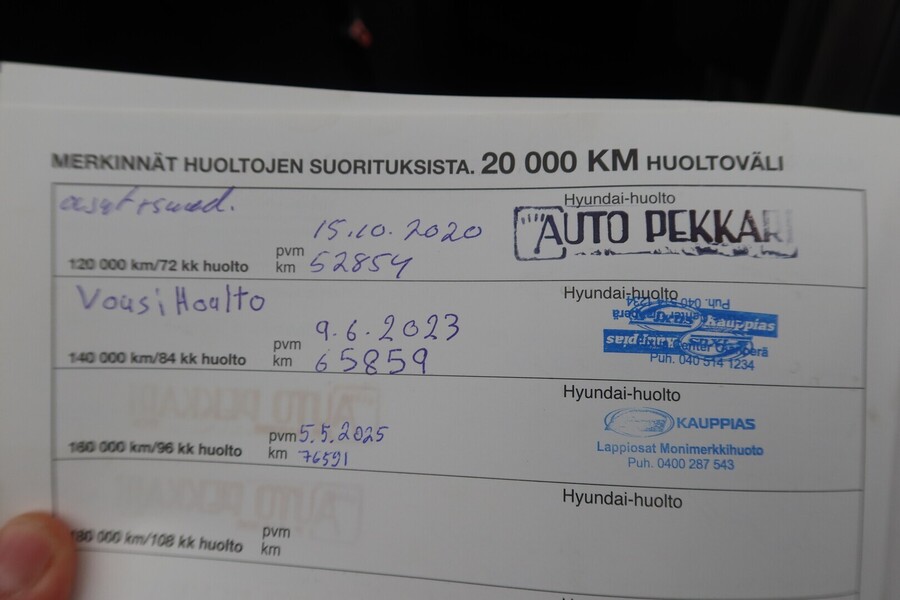 MERKINNÄT HUOLTOJEN SUORITUKSISTA. 20 000 KM HUOLTOVÄLI
Hyundai-huolto
15.10.2020
pvm
km 52854
120 000 km/72 kk huolto
AUTO PEKKARI
VousiHoulto
Hyundai-huolto
9.6.2023
pvm
km 65859
140 000 km/84 kk huolto
Kauppias
Puh. 040 514 1234
Hyundai-huolto
pvm 5.5.2025
km 76591
160 000 km/96 kk huolto
KAUPPIAS
Lappiosat Monimerkkihuoto
Puh. 0400 287 543
Hyundai-huolto
pvm
km
180 000 km/108 kk huolto